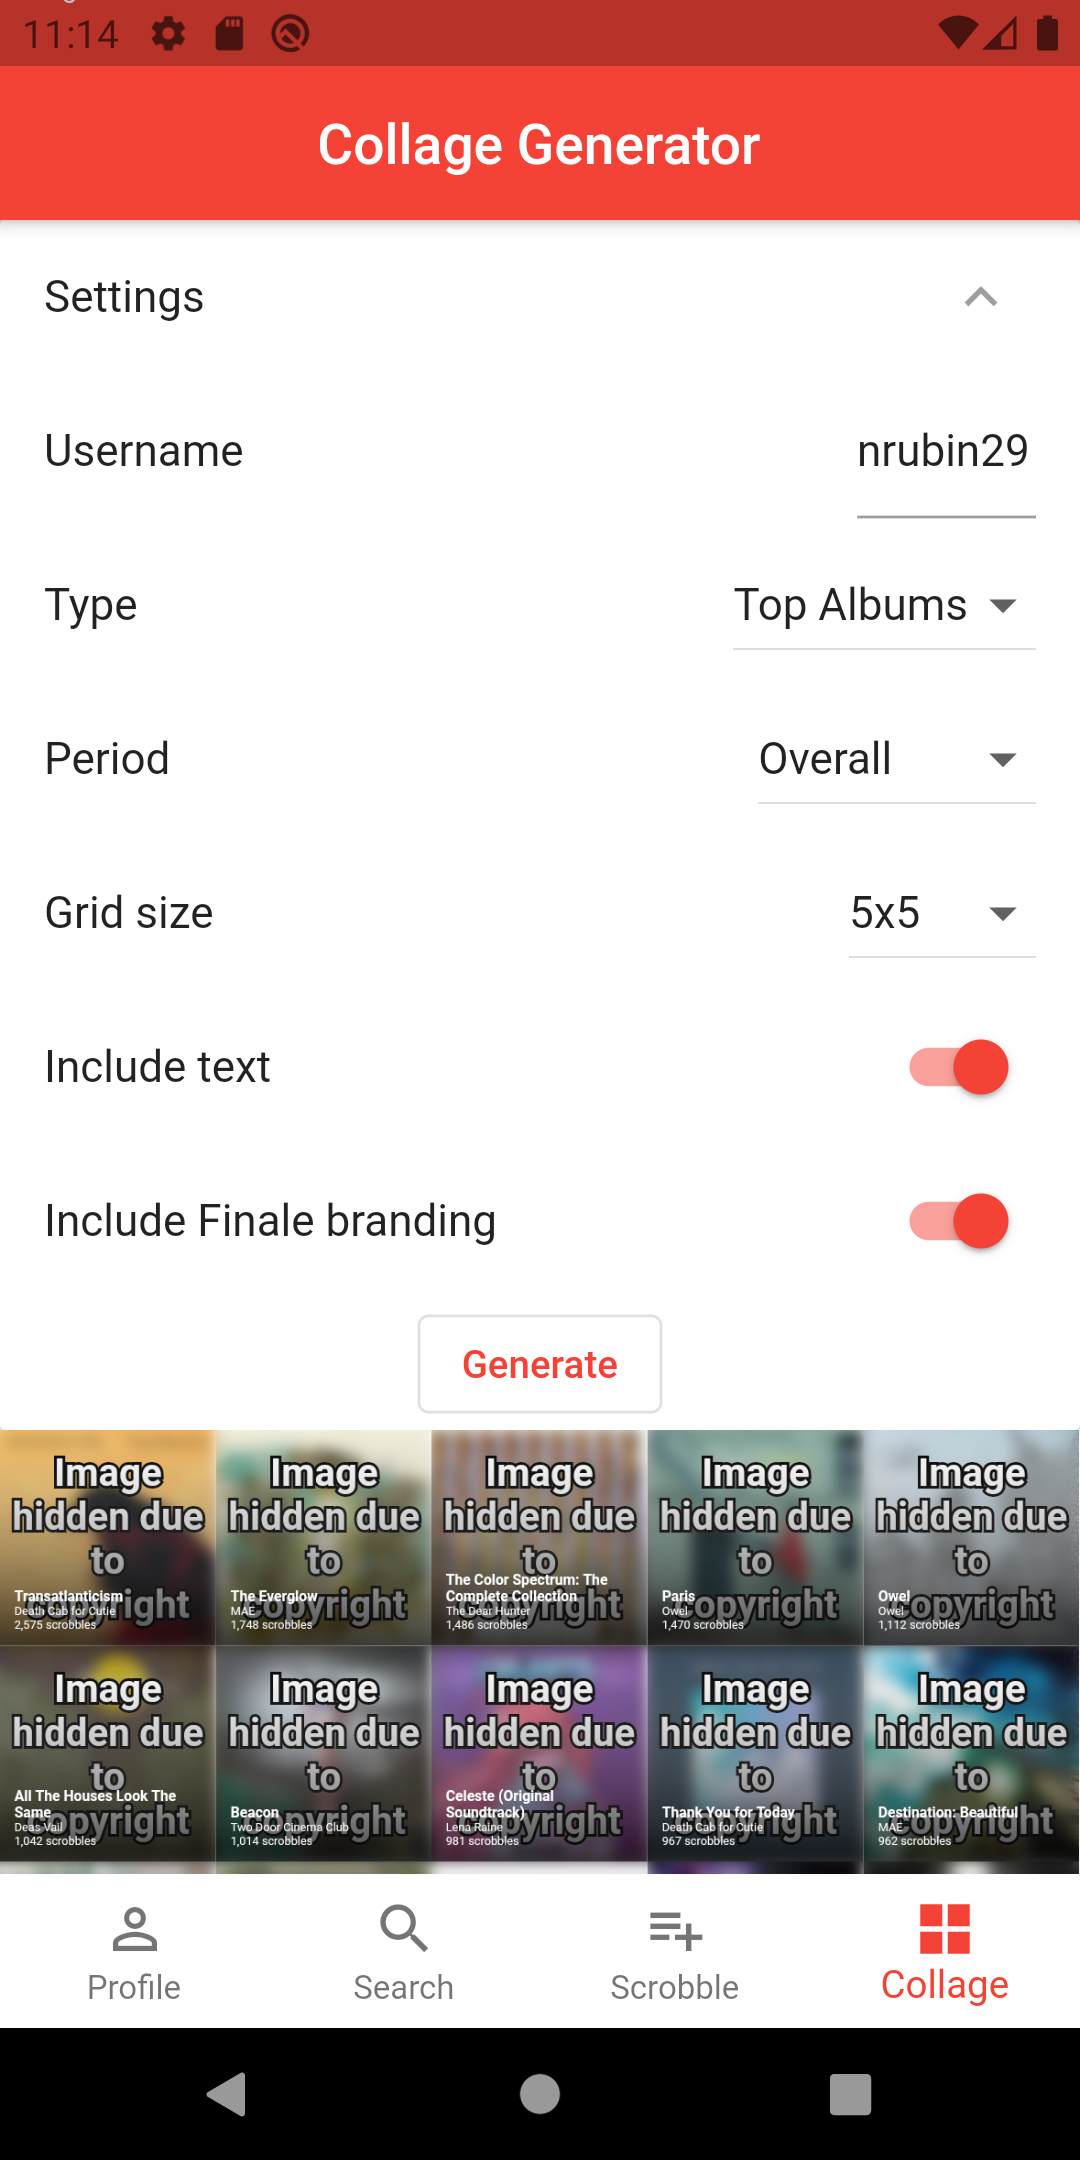 11:14
Collage Generator
Settings
Username
nrubin29
Type
Top Albums
Period
Overall
Grid size
5x5
Include text
Include Finale branding
Generate
Image
hidden due
to
copyright
Transatlanticism
Death Cab for Cutie
2,575 scrobbles
Image
hidden due
to
copyright
The Everglow
MAE
1,748 scrobbles
Image
hidden due
to
copyright
The Color Spectrum: The
Complete Collection
The Dear Hunter
1,486 scrobbles
Image
hidden due
to
copyright
Paris
Owel
1,470 scrobbles
Image
hidden due
to
copyright
Owel
Owel
1,112 scrobbles
Image
hidden due
to
copyright
All The Houses Look The
Same
Deas Vail
1,042 scrobbles
Image
hidden due
to
copyright
Beacon
Two Door Cinema Club
1,014 scrobbles
Image
hidden due
to
copyright
Celeste (Original
Soundtrack)
Lena Raine
981 scrobbles
Image
hidden due
to
copyright
Thank You for Today
Death Cab for Cutie
967 scrobbles
Image
hidden due
to
copyright
Destination: Beautiful
MAE
962 scrobbles
Profile
Search
Scrobble
Collage